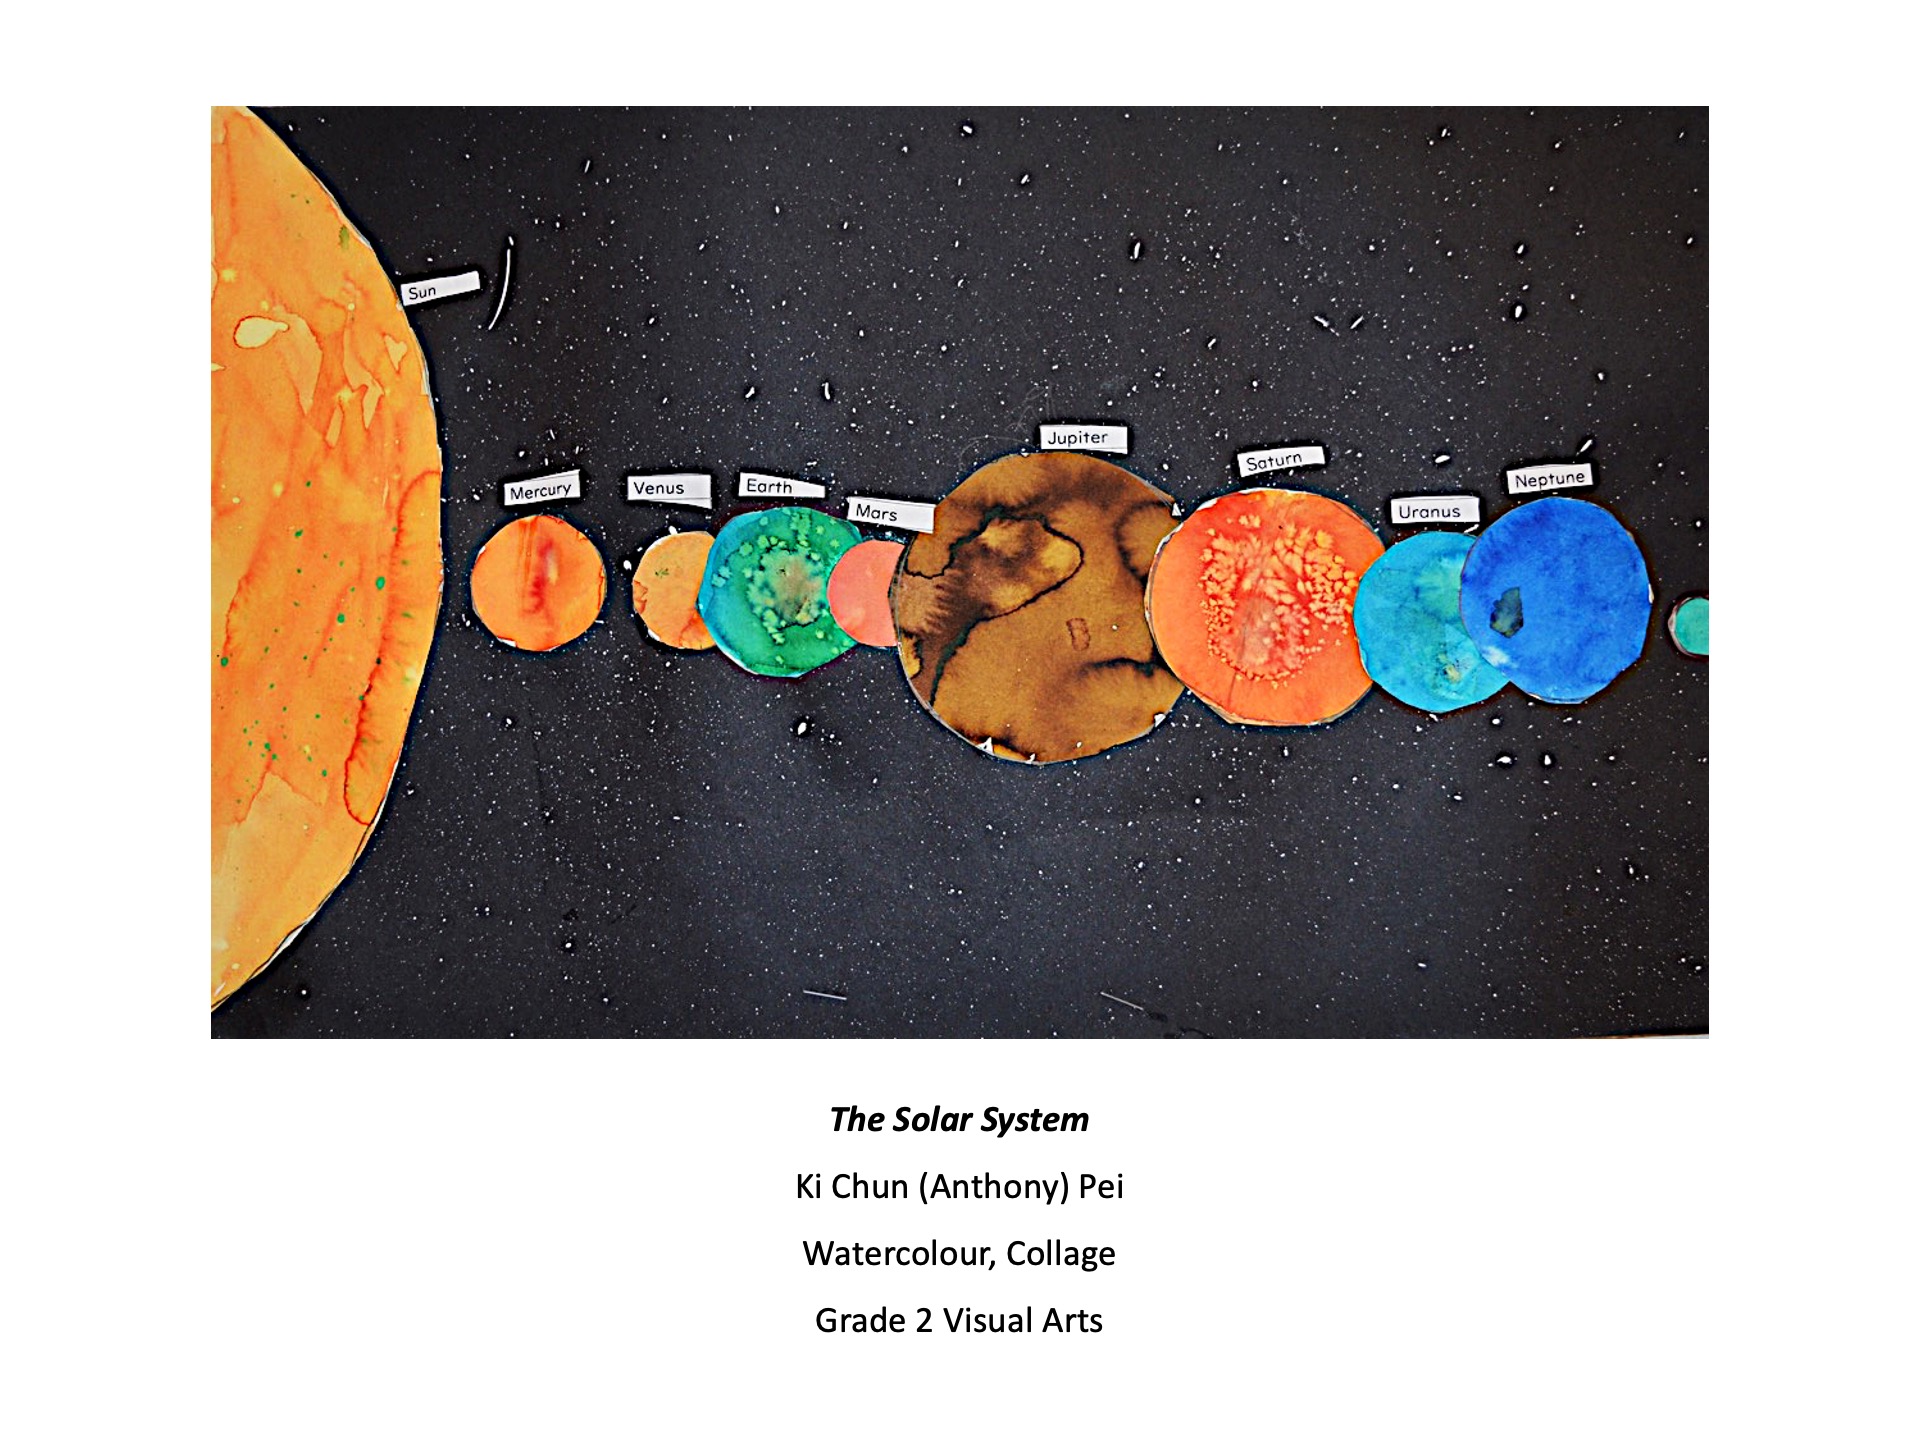 Sun
Mercury
Venus
Earth
Mars
Jupiter
Saturn
Uranus
Neptune
B
The Solar System
Ki Chun (Anthony) Pei
Watercolour, Collage
Grade 2 Visual Arts